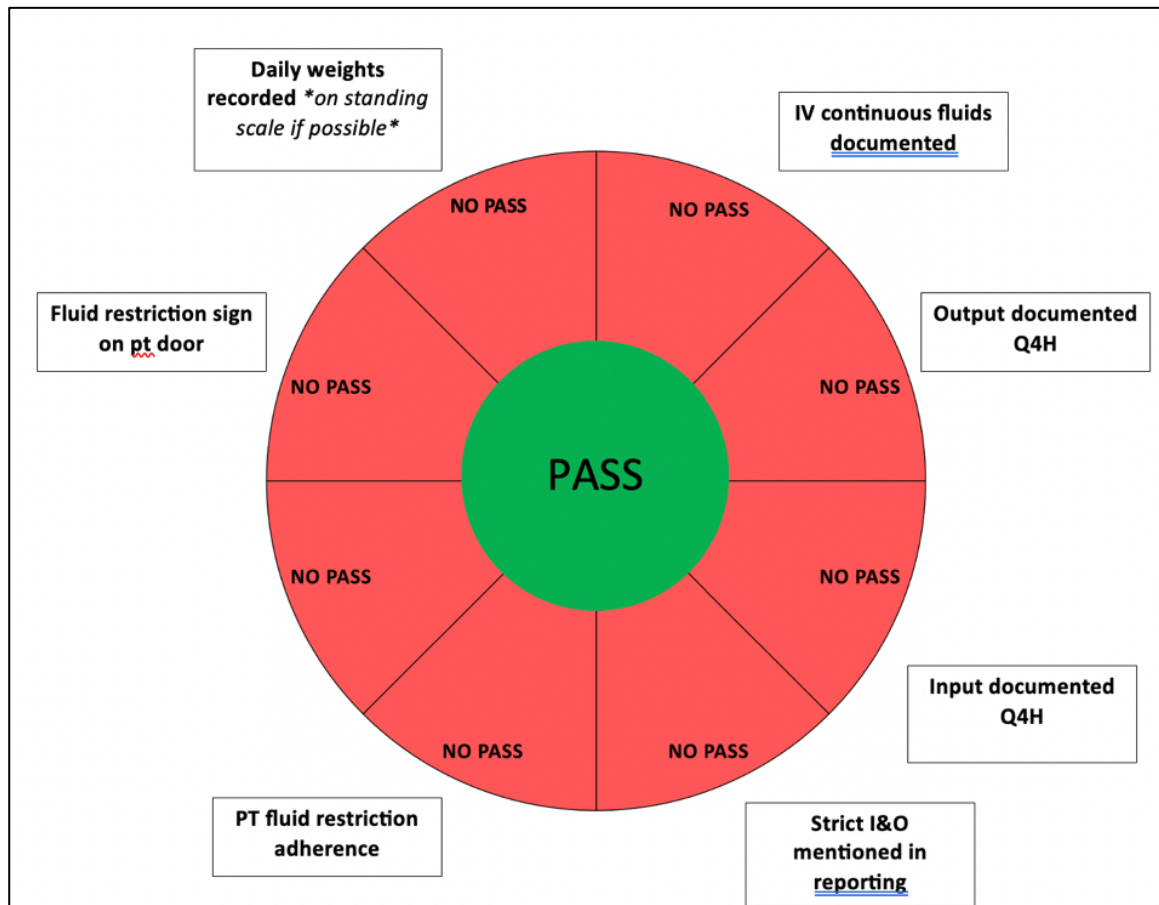 Daily weights
recorded *on standing
scale if possible*
IV continuous fluids
documented
NO PASS
NO PASS
Fluid restriction sign
on pt door
Output documented
Q4H
NO PASS
NO PASS
PASS
NO PASS
NO PASS
Input documented
Q4H
NO PASS
NO PASS
PT fluid restriction
adherence
Strict I&O
mentioned in
reporting